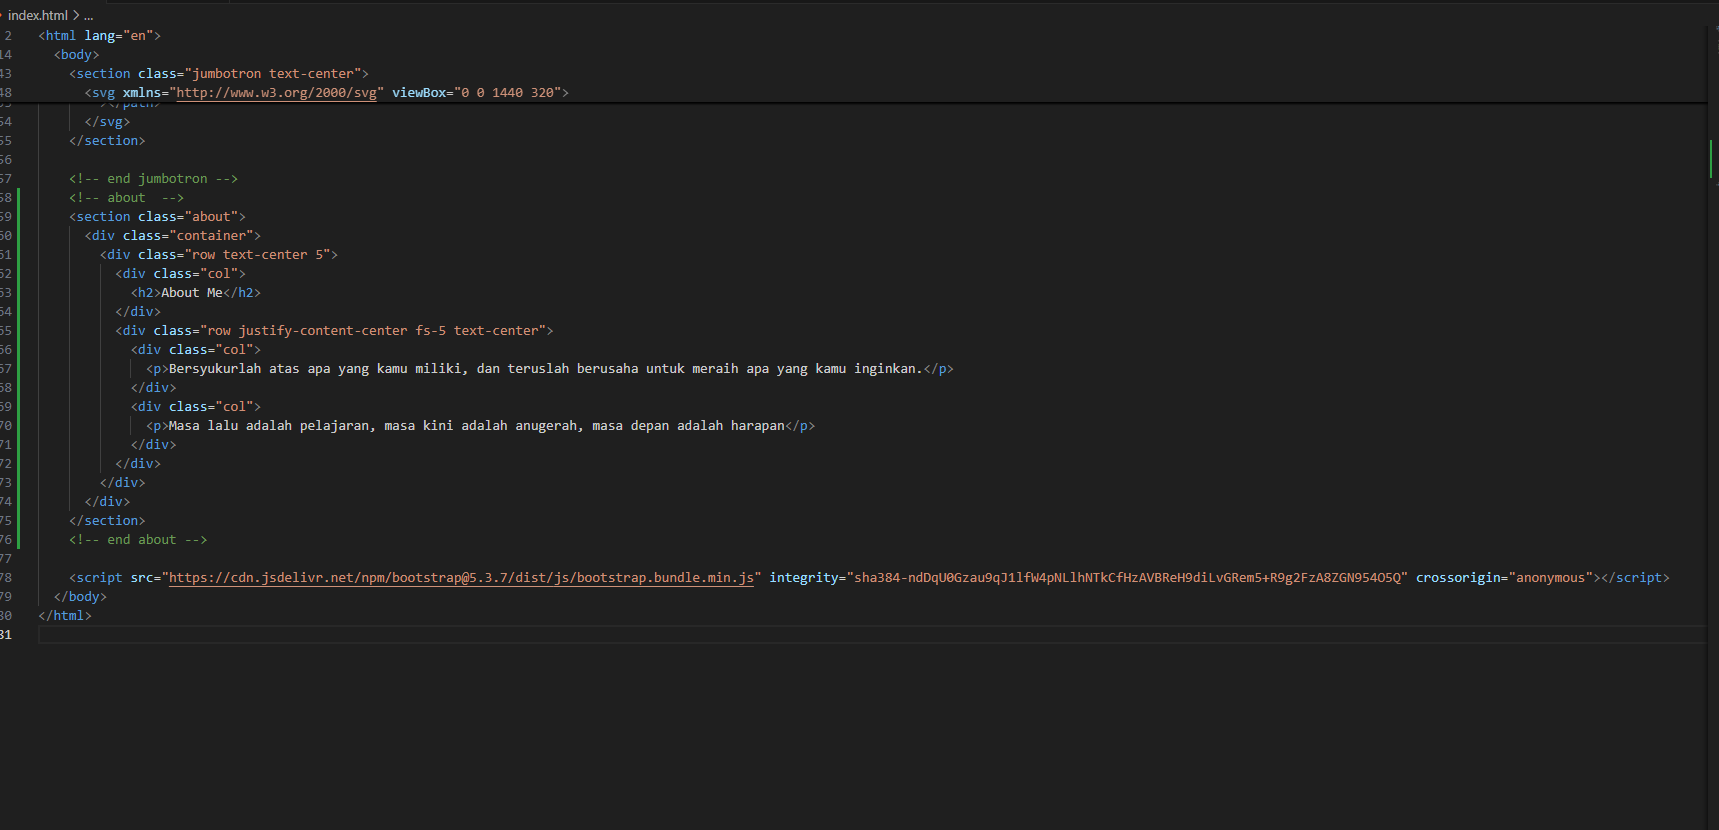 index.html > ...
2 <html lang="en">
14 <body>
43 <section class="jumbotron text-center">
48 <svg xmlns="http://www.w3.org/2000/svg" viewBox="0 0 1440 320">
></path>
54 </svg>
55 </section>
56
57 <!-- end jumbotron -->
58 <!-- about  -->
59 <section class="about">
60 <div class="container">
61 <div class="row text-center 5">
62 <div class="col">
63 <h2>About Me</h2>
64 </div>
65 <div class="row justify-content-center fs-5 text-center">
66 <div class="col">
67 <p>Bersyukurlah atas apa yang kamu miliki, dan teruslah berusaha untuk meraih apa yang kamu inginkan.</p>
68 </div>
69 <div class="col">
70 <p>Masa lalu adalah pelajaran, masa kini adalah anugerah, masa depan adalah harapan</p>
71 </div>
72 </div>
73 </div>
74 </div>
75 </section>
76 <!-- end about -->
77
78 <script src="https://cdn.jsdelivr.net/npm/bootstrap@5.3.7/dist/js/bootstrap.bundle.min.js" integrity="sha384-ndDqU0Gzau9qJ1lfW4pNLlhNTkCfHzAVBReH9diLvGRem5+R9g2FzA8ZGN954O5Q" crossorigin="anonymous"></script>
79 </body>
80 </html>
81